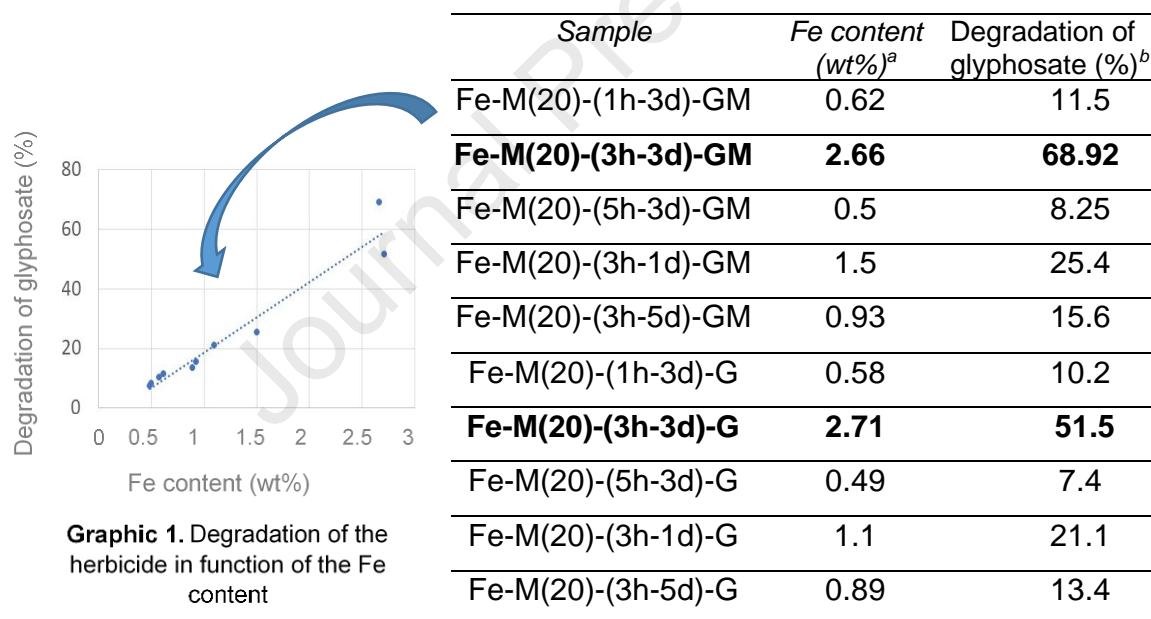 Degradation of glyphosate (%)
80
60
40
20
0
0 0.5 1 1.5 2 2.5 3
Fe content (wt%)
Graphic 1. Degradation of the
herbicide in function of the Fe
content
Journal Pre
Sample Fe content (wt%)a Degradation of glyphosate (%)b
Fe-M(20)-(1h-3d)-GM 0.62 11.5
Fe-M(20)-(3h-3d)-GM 2.66 68.92
Fe-M(20)-(5h-3d)-GM 0.5 8.25
Fe-M(20)-(3h-1d)-GM 1.5 25.4
Fe-M(20)-(3h-5d)-GM 0.93 15.6
Fe-M(20)-(1h-3d)-G 0.58 10.2
Fe-M(20)-(3h-3d)-G 2.71 51.5
Fe-M(20)-(5h-3d)-G 0.49 7.4
Fe-M(20)-(3h-1d)-G 1.1 21.1
Fe-M(20)-(3h-5d)-G 0.89 13.4